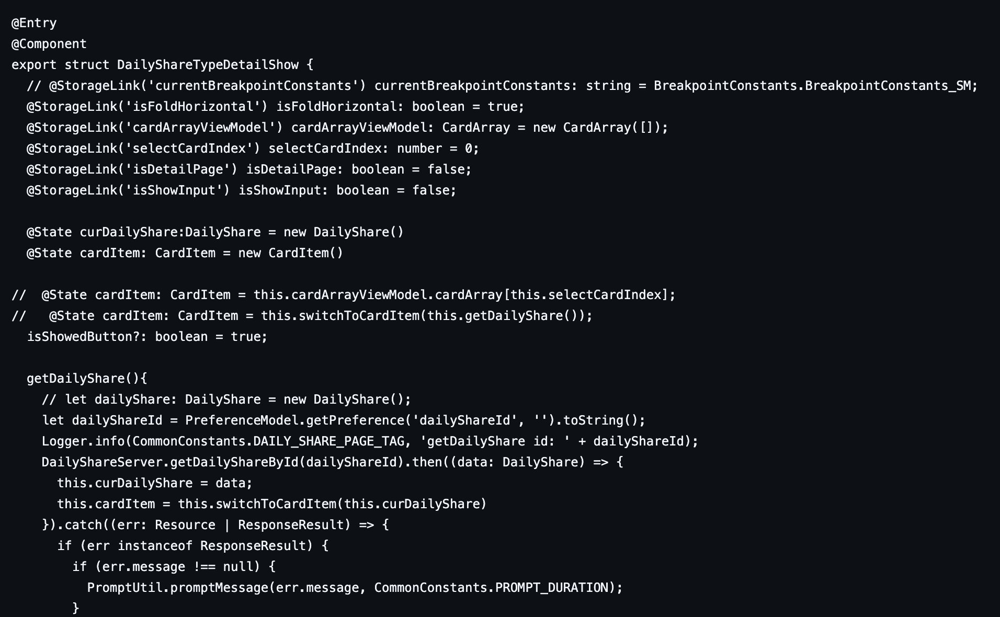 @Entry
@Component
export struct DailyShareTypeDetailShow {
  // @StorageLink('currentBreakpointConstants') currentBreakpointConstants: string = BreakpointConstants.BreakpointConstants_SM;
  @StorageLink('isFoldHorizontal') isFoldHorizontal: boolean = true;
  @StorageLink('cardArrayViewModel') cardArrayViewModel: CardArray = new CardArray([]);
  @StorageLink('selectCardIndex') selectCardIndex: number = 0;
  @StorageLink('isDetailPage') isDetailPage: boolean = false;
  @StorageLink('isShowInput') isShowInput: boolean = false;

  @State curDailyShare:DailyShare = new DailyShare()
  @State cardItem: CardItem = new CardItem()

//  @State cardItem: CardItem = this.cardArrayViewModel.cardArray[this.selectCardIndex];
//   @State cardItem: CardItem = this.switchToCardItem(this.getDailyShare());
  isShowedButton?: boolean = true;

  getDailyShare(){
    // let dailyShare: DailyShare = new DailyShare();
    let dailyShareId = PreferenceModel.getPreference('dailyShareId', '').toString();
    Logger.info(CommonConstants.DAILY_SHARE_PAGE_TAG, 'getDailyShare id: ' + dailyShareId);
    DailyShareServer.getDailyShareById(dailyShareId).then((data: DailyShare) => {
      this.curDailyShare = data;
      this.cardItem = this.switchToCardItem(this.curDailyShare)
    }).catch((err: Resource | ResponseResult) => {
      if (err instanceof ResponseResult) {
        if (err.message !== null) {
          PromptUtil.promptMessage(err.message, CommonConstants.PROMPT_DURATION);
        }